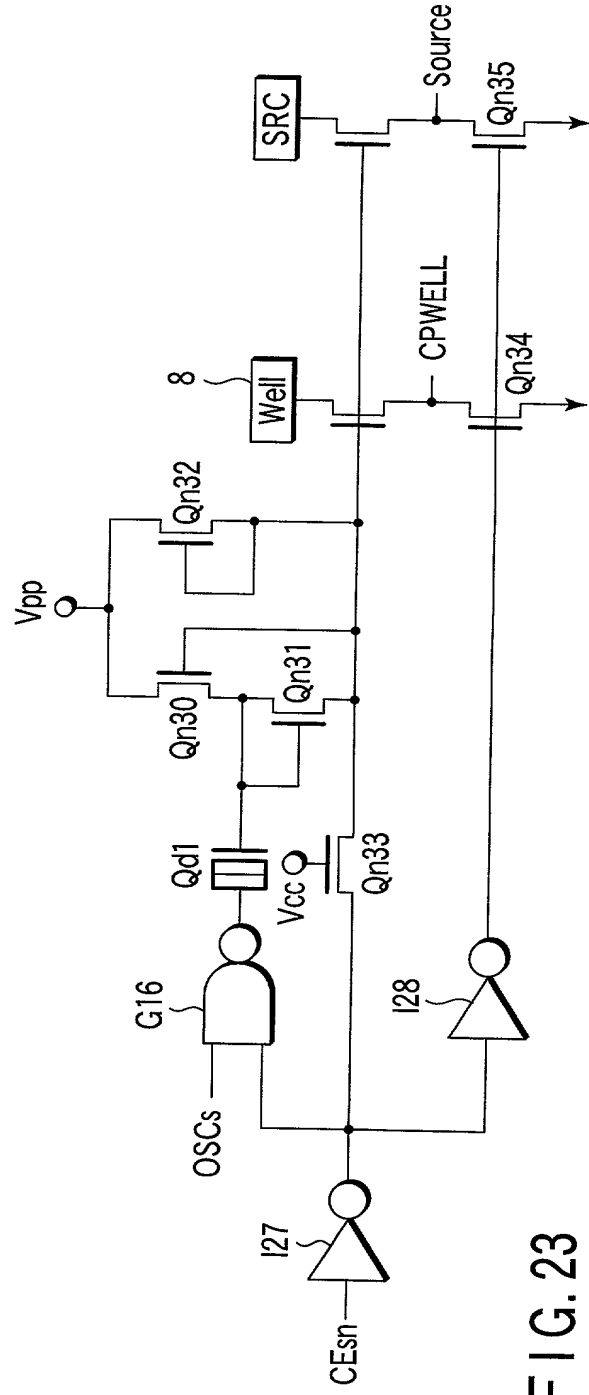 CEsn
I27
OSCs
G16
Qd1
Vcc
Qn33
I28
Vpp
Qn30
Qn31
Qn32
8
Well
CPWELL
Qn34
SRC
Source
Qn35
FIG. 23